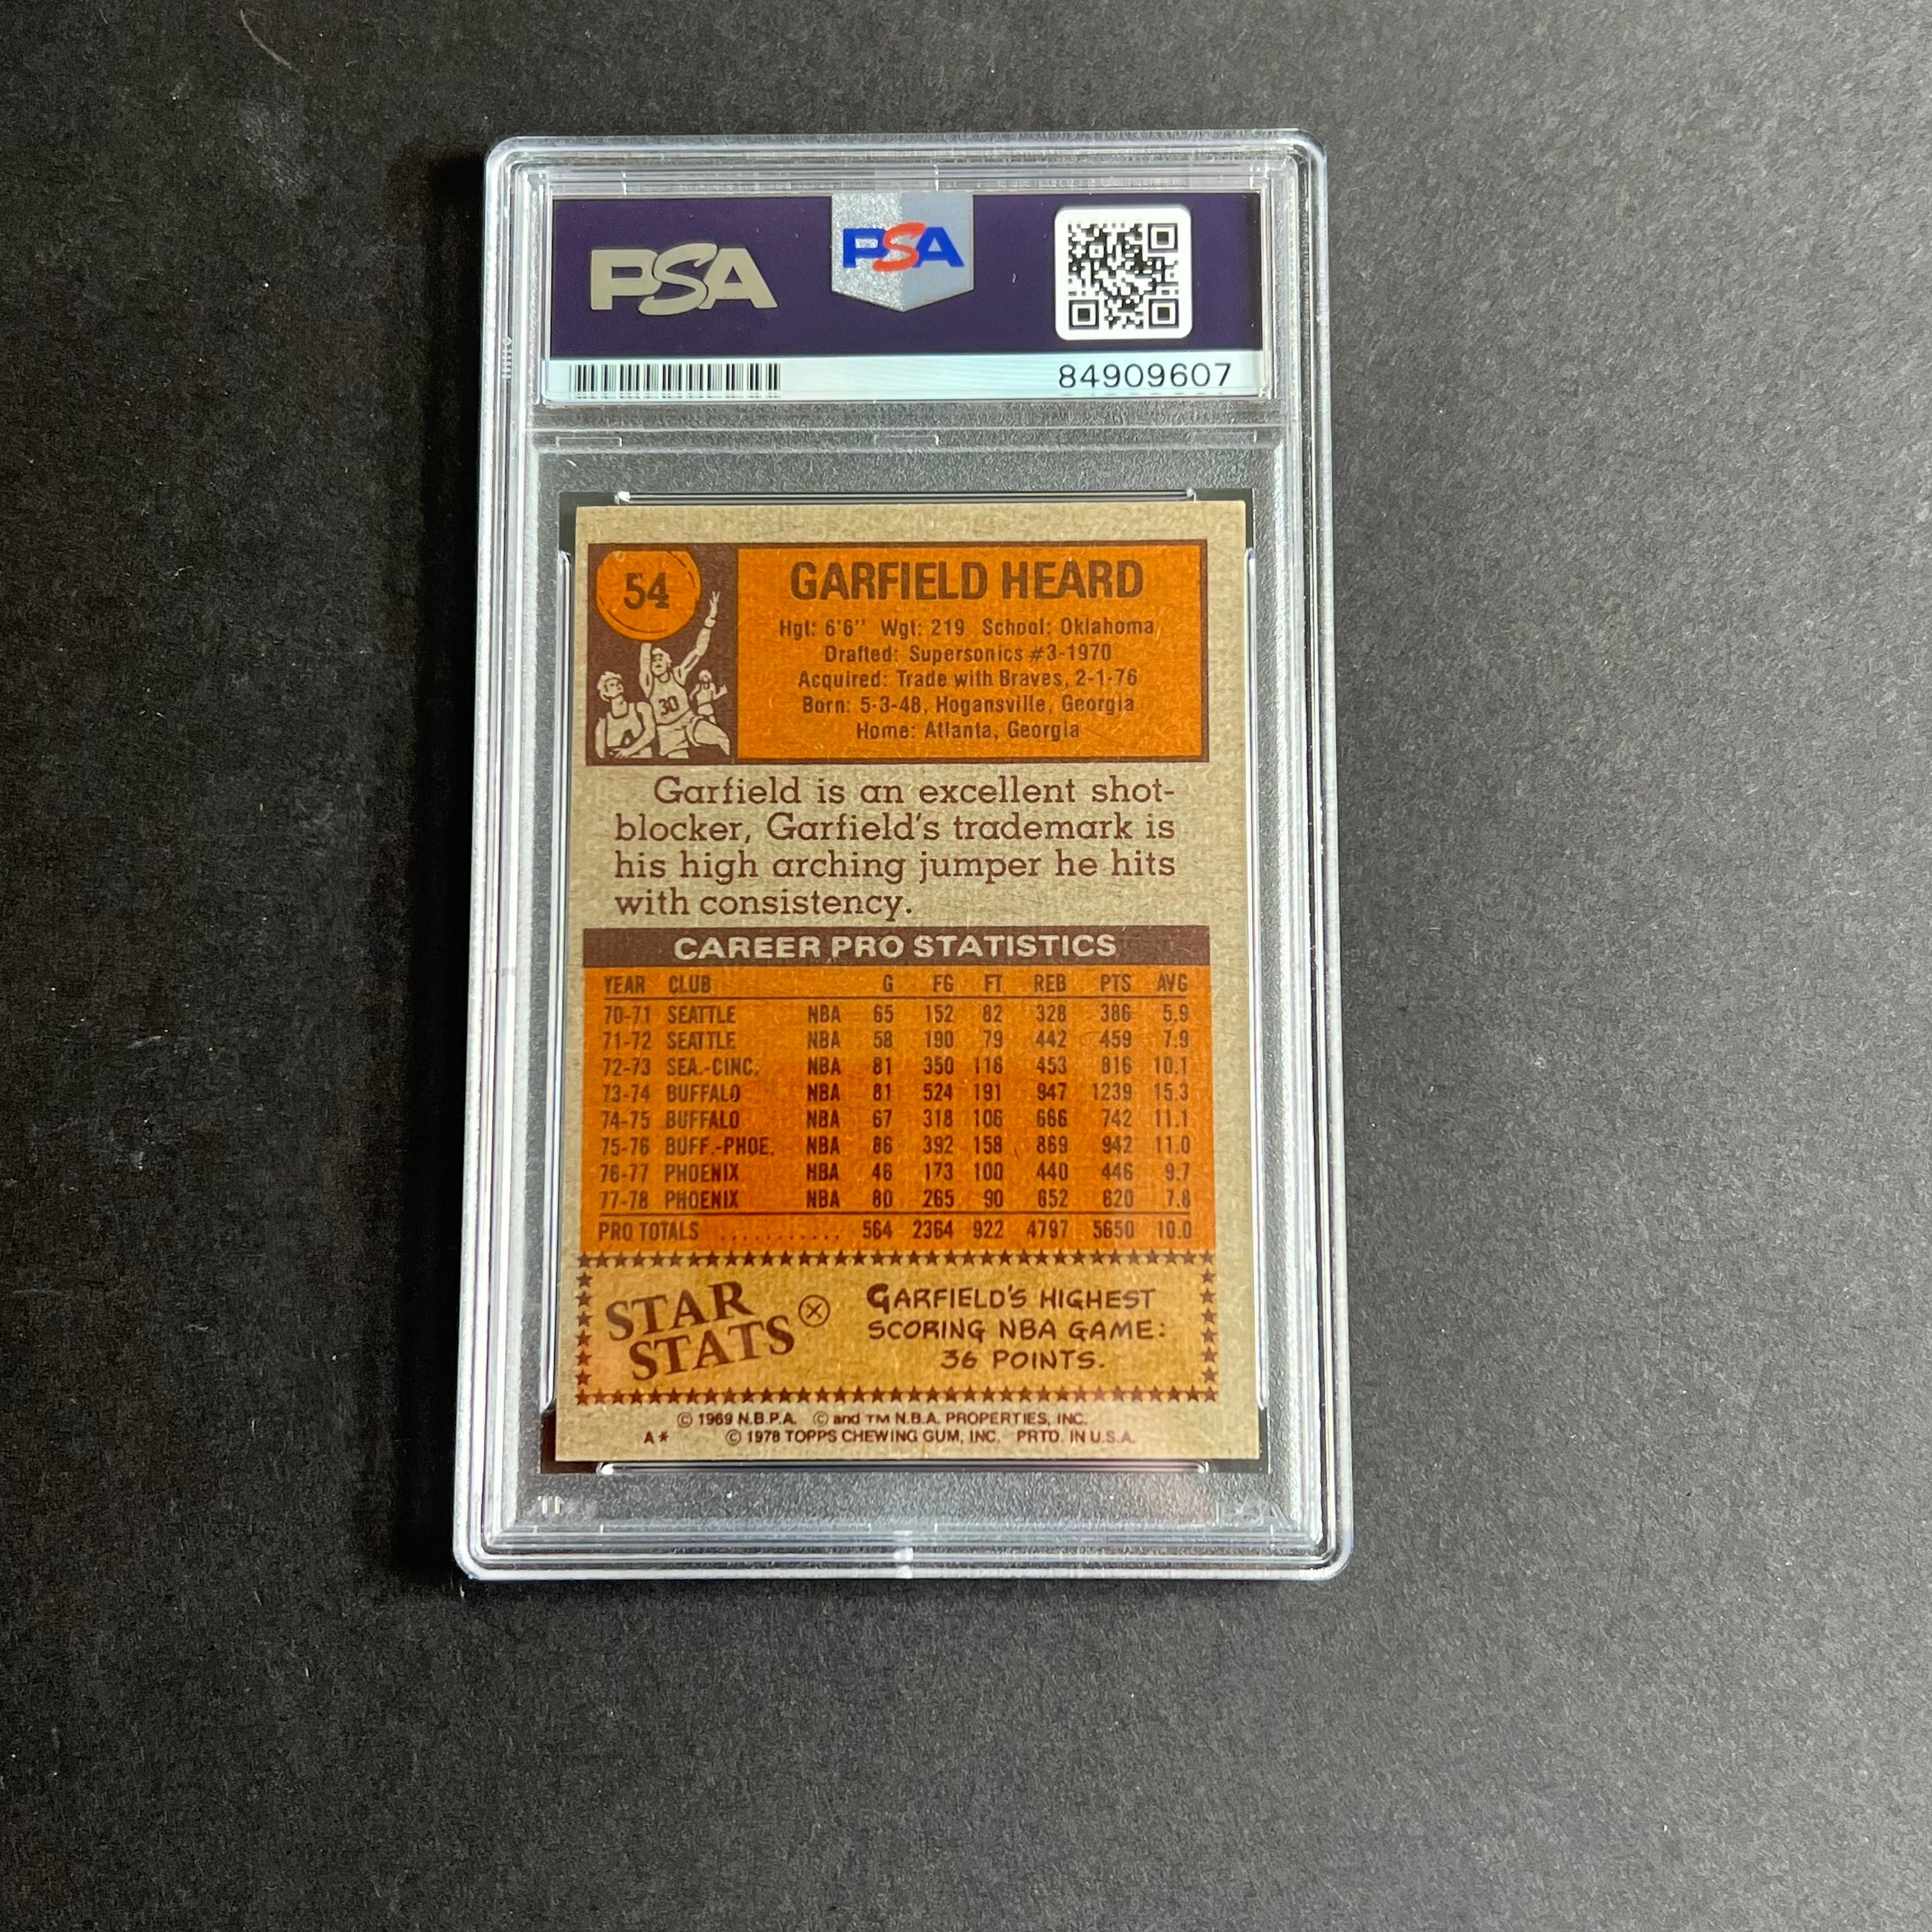 PSA
PSA
84909607
54
30
GARFIELD HEARD
Hgt: 6'6" Wgt: 219 School: Oklahoma
Drafted: Supersonics #3-1970
Acquired: Trade with Braves, 2-1-76
Born: 5-3-48, Hogansville, Georgia
Home: Atlanta, Georgia
Garfield is an excellent shot-
blocker, Garfield's trademark is
his high arching jumper he hits
with consistency.
CAREER PRO STATISTICS
YEAR CLUB G FG FT REB PTS AVG
70-71 SEATTLE NBA 65 152 82 328 386 5.9
71-72 SEATTLE NBA 58 190 79 442 459 7.9
72-73 SEA.-CINC. NBA 81 350 116 453 816 10.1
73-74 BUFFALO NBA 81 524 191 947 1239 15.3
74-75 BUFFALO NBA 67 318 106 666 742 11.1
75-76 BUFF.-PHOE. NBA 86 392 158 869 942 11.0
76-77 PHOENIX NBA 46 173 100 440 446 9.7
77-78 PHOENIX NBA 80 265 90 652 620 7.8
PRO TOTALS ............ 564 2364 922 4797 5650 10.0
STAR
STATS
GARFIELD'S HIGHEST
SCORING NBA GAME:
36 POINTS.
© 1969 N.B.P.A. © and TM N.B.A. PROPERTIES, INC.
A* © 1978 TOPPS CHEWING GUM, INC. PRTD. IN U.S.A.